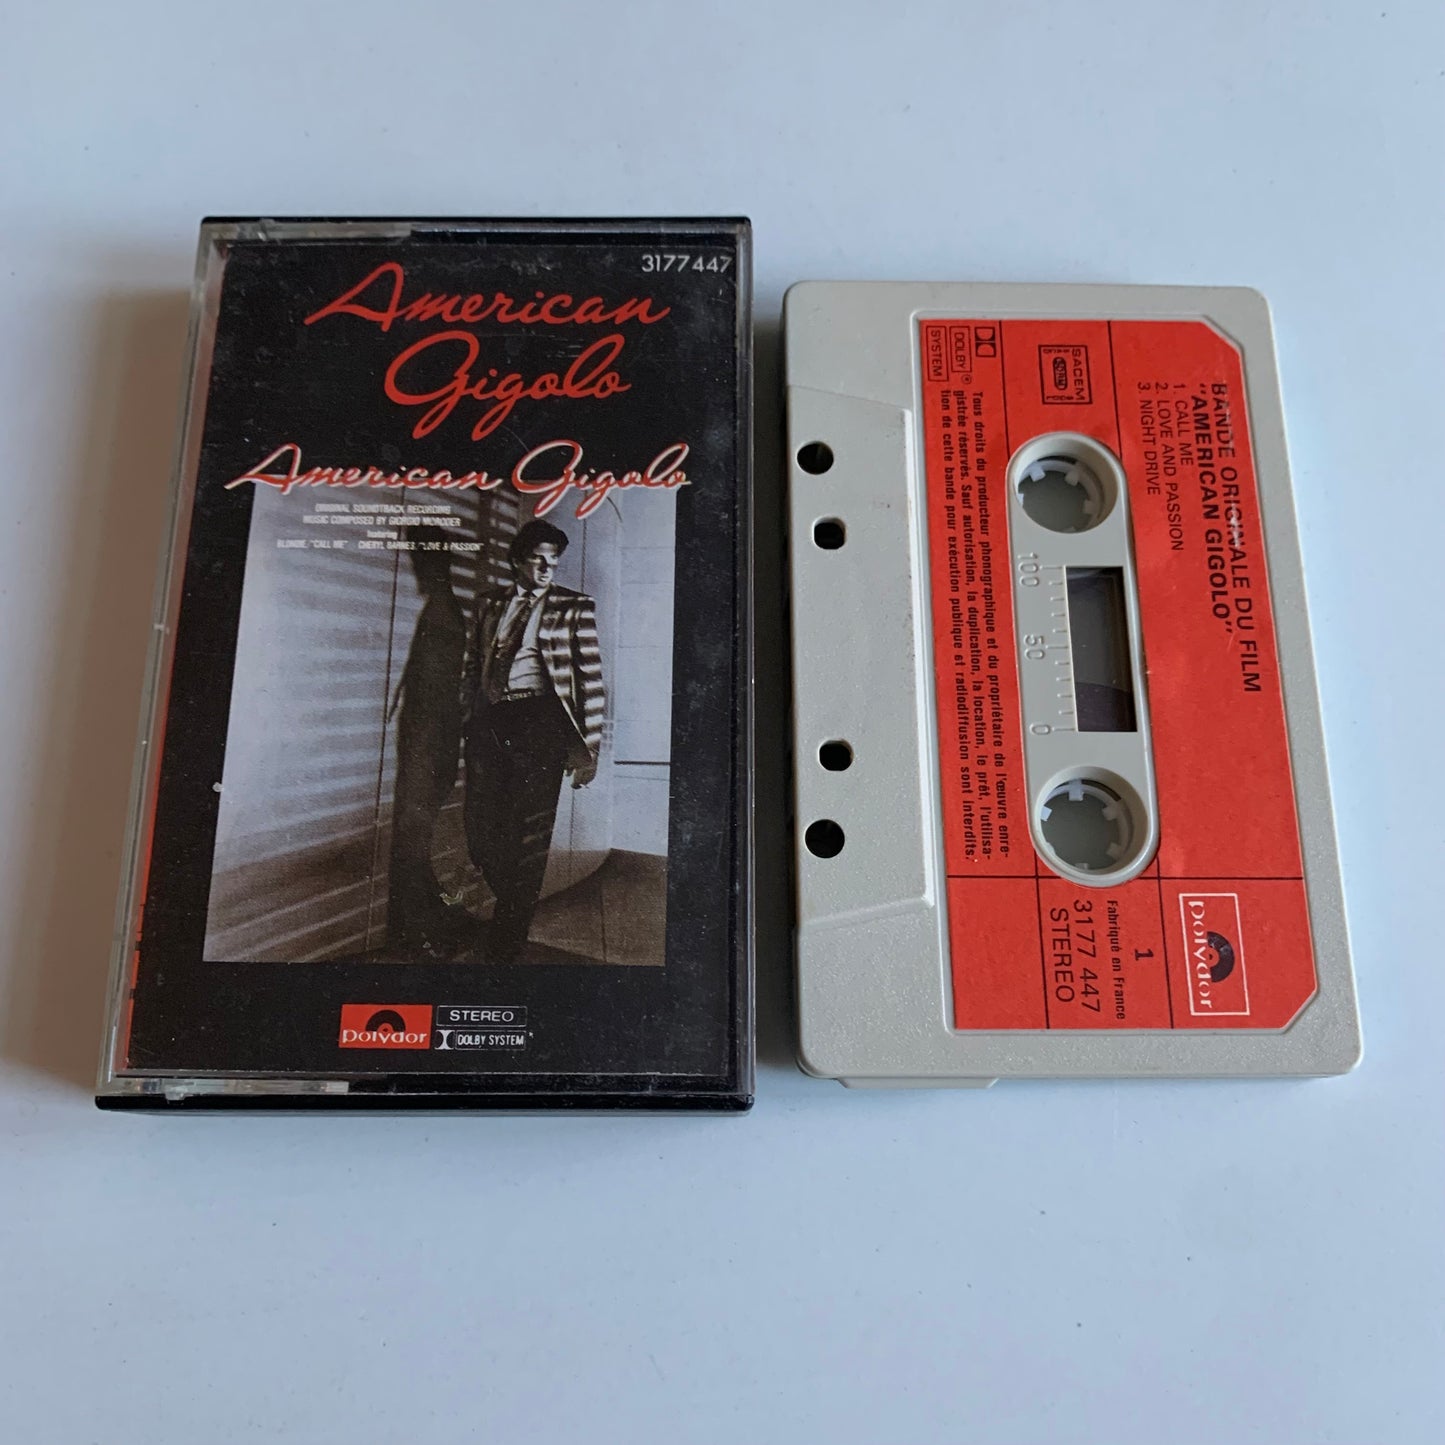 3177447
American
Gigolo
American Gigolo
ORIGINAL SOUNDTRACK RECORDING
MUSIC COMPOSED BY GIORGIO MORODER
featuring
BLONDIE, "CALL ME" CHERYL BARNES, "LOVE & PASSION"
polydor
STEREO
DOLBY SYSTEM
BANDE ORIGINALE DU FILM
"AMERICAN GIGOLO"
1. CALL ME
2. LOVE AND PASSION
3. NIGHT DRIVE
SACEM
SDRM
100 50 0
DOLBY ®
SYSTEM
Tous droits du producteur phonographique et du propriétaire de l'œuvre enre-
gistrée réservés. Sauf autorisation, la duplication, la location, le prêt, l'utilisa-
tion de cette bande pour exécution publique et radiodiffusion sont interdits.
polydor
1
Fabriqué en France
3177 447
STEREO